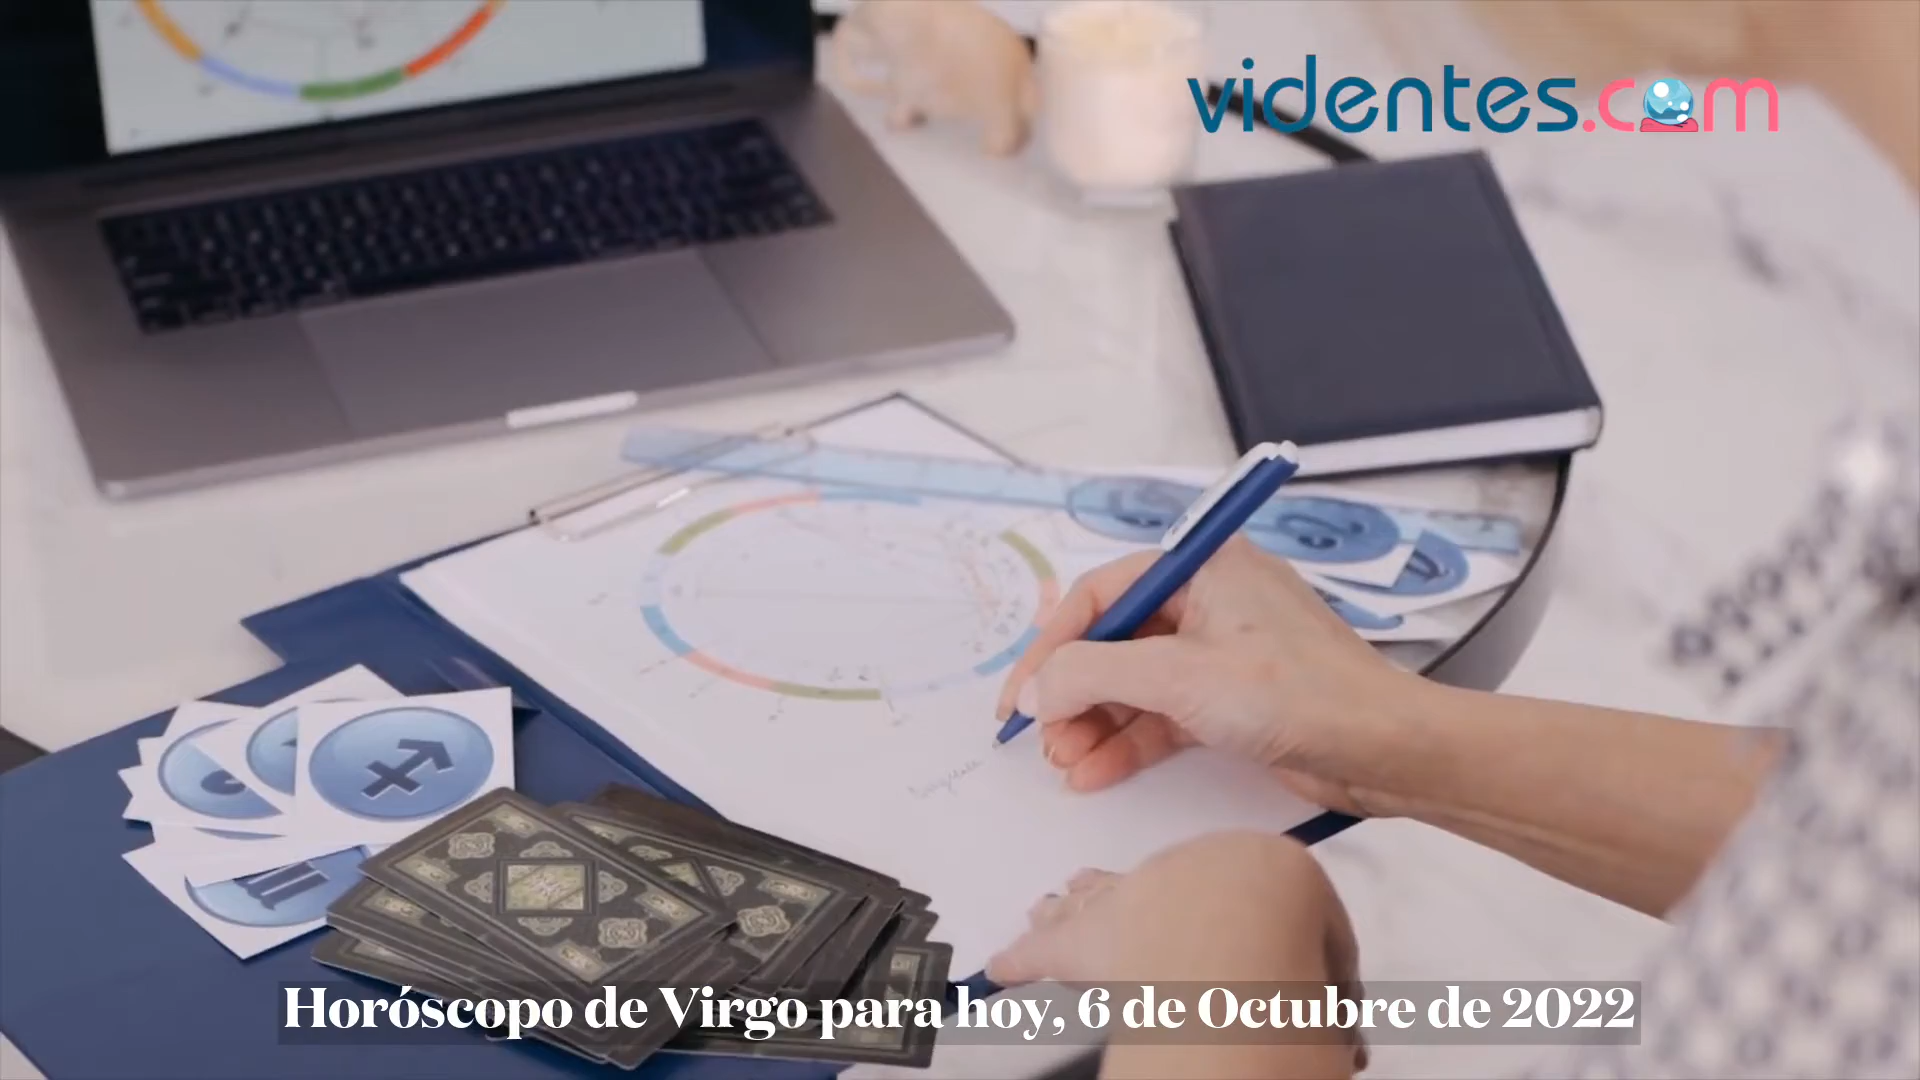 videntes.com
Horóscopo de Virgo para hoy, 6 de Octubre de 2022